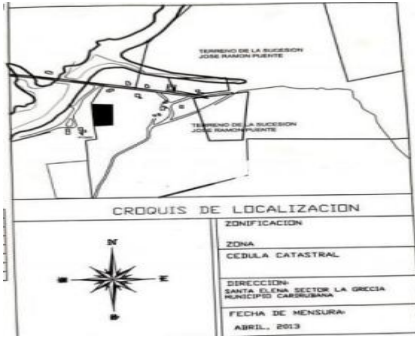 TERRENO DE LA SUCESION
JOSE RAMON PUENTE
TERRENO DE LA SUCESION
JOSE RAMON PUENTE
CROQUIS DE LOCALIZACION
ZONIFICACION
ZONA
CEDULA CATASTRAL
DIRECCION:
SANTA ELENA SECTOR LA GRECIA
MUNICIPIO CARIRUBANA
FECHA DE MENSURA:
ABRIL, 2013
N
E